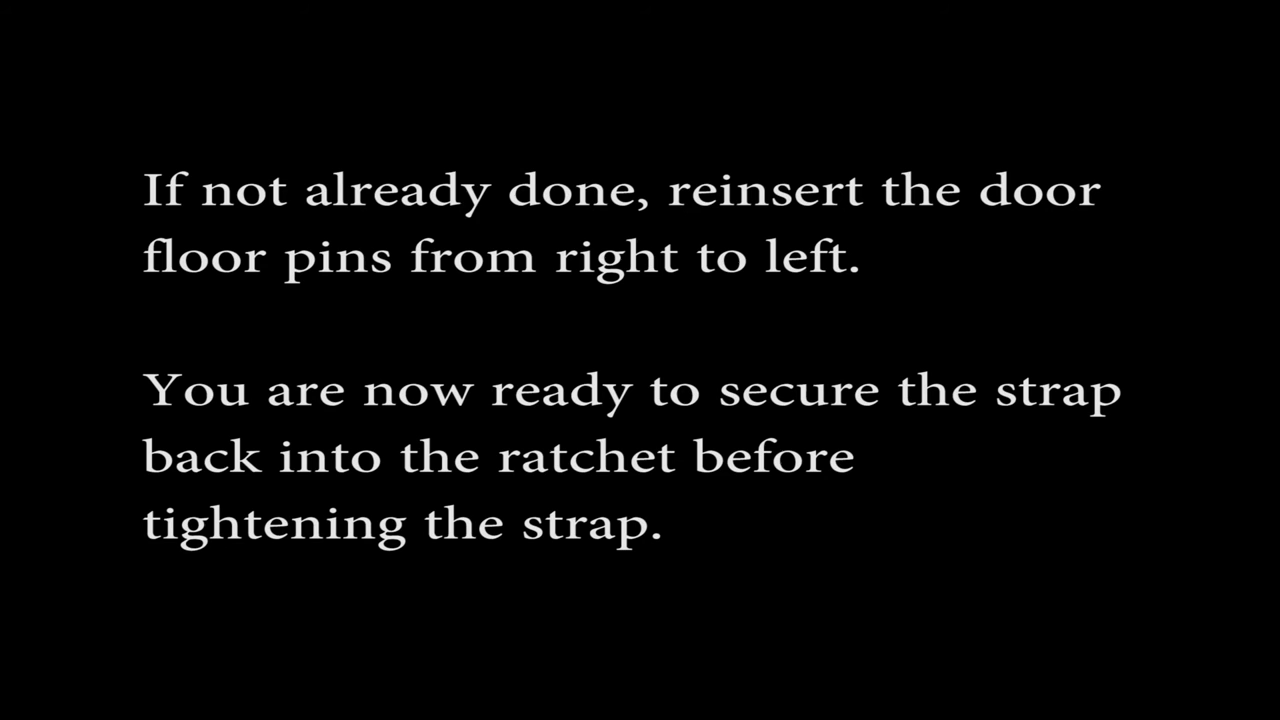 If not already done, reinsert the door
floor pins from right to left.
You are now ready to secure the strap
back into the ratchet before
tightening the strap.